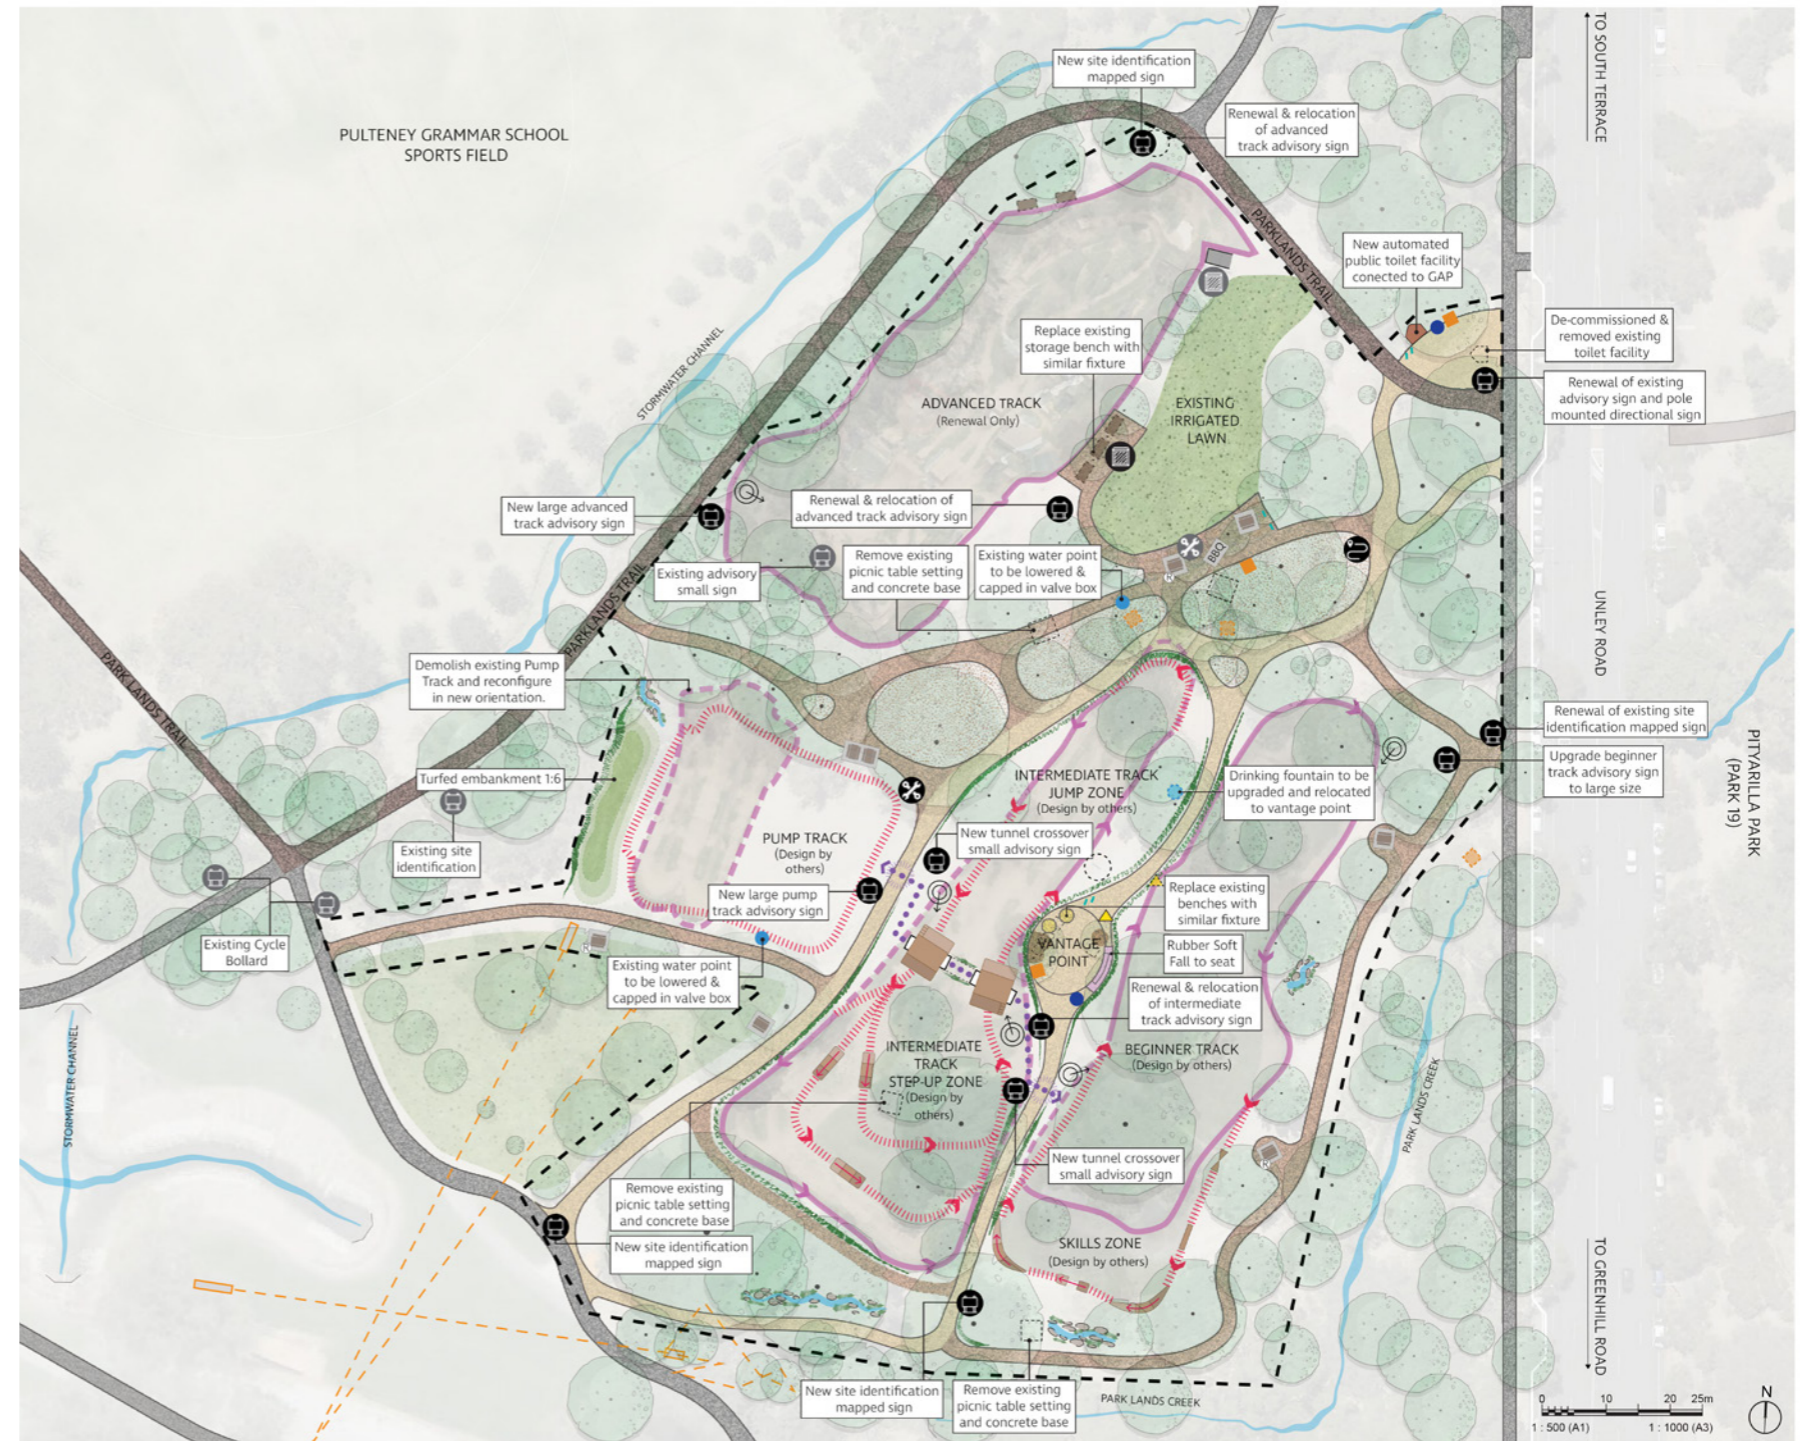 New site identification
mapped sign
TO SOUTH TERRACE
Renewal & relocation
of advanced
track advisory sign
PULTENEY GRAMMAR SCHOOL
SPORTS FIELD
PARKLANDS TRAIL
New automated
public toilet facility
conected to GAP
De-commissioned &
removed existing
toilet facility
Replace existing
storage bench with
similar fixture
STORMWATER CHANNEL
Renewal of existing
advisory sign and pole
mounted directional sign
ADVANCED TRACK
(Renewal Only)
EXISTING
IRRIGATED
LAWN
New large advanced
track advisory sign
Renewal & relocation of
advanced track advisory sign
Existing advisory
small sign
Remove existing
picnic table setting
and concrete base
Existing water point
to be lowered &
capped in valve box
BBQ
R
PARKLANDS TRAIL
UNLEY ROAD
PARK LANDS TRAIL
Demolish existing Pump
Track and reconfigure
in new orientation.
Renewal of existing site
identification mapped sign
PITYARILLA PARK
(PARK 19)
Turfed embankment 1:6
INTERMEDIATE TRACK
JUMP ZONE
(Design by others)
Drinking fountain to be
upgraded and relocated
to vantage point
Upgrade beginner
track advisory sign
to large size
PUMP TRACK
(Design by
others)
New tunnel crossover
small advisory sign
Existing site
identification
New large pump
track advisory sign
Replace existing
benches with
similar fixture
Existing Cycle
Bollard
R
VANTAGE
POINT
Rubber Soft
Fall to seat
Existing water point
to be lowered &
capped in valve box
Renewal & relocation
of intermediate
track advisory sign
STORMWATER CHANNEL
INTERMEDIATE
TRACK
STEP-UP ZONE
(Design by
others)
BEGINNER TRACK
(Design by others)
PARK LANDS CREEK
New tunnel crossover
small advisory sign
R
Remove existing
picnic table setting
and concrete base
New site identification
mapped sign
SKILLS ZONE
(Design by others)
TO GREENHILL ROAD
New site identification
mapped sign
Remove existing
picnic table setting
and concrete base
PARK LANDS CREEK
0 10 20 25m
1 : 500 (A1) 1 : 1000 (A3)
N